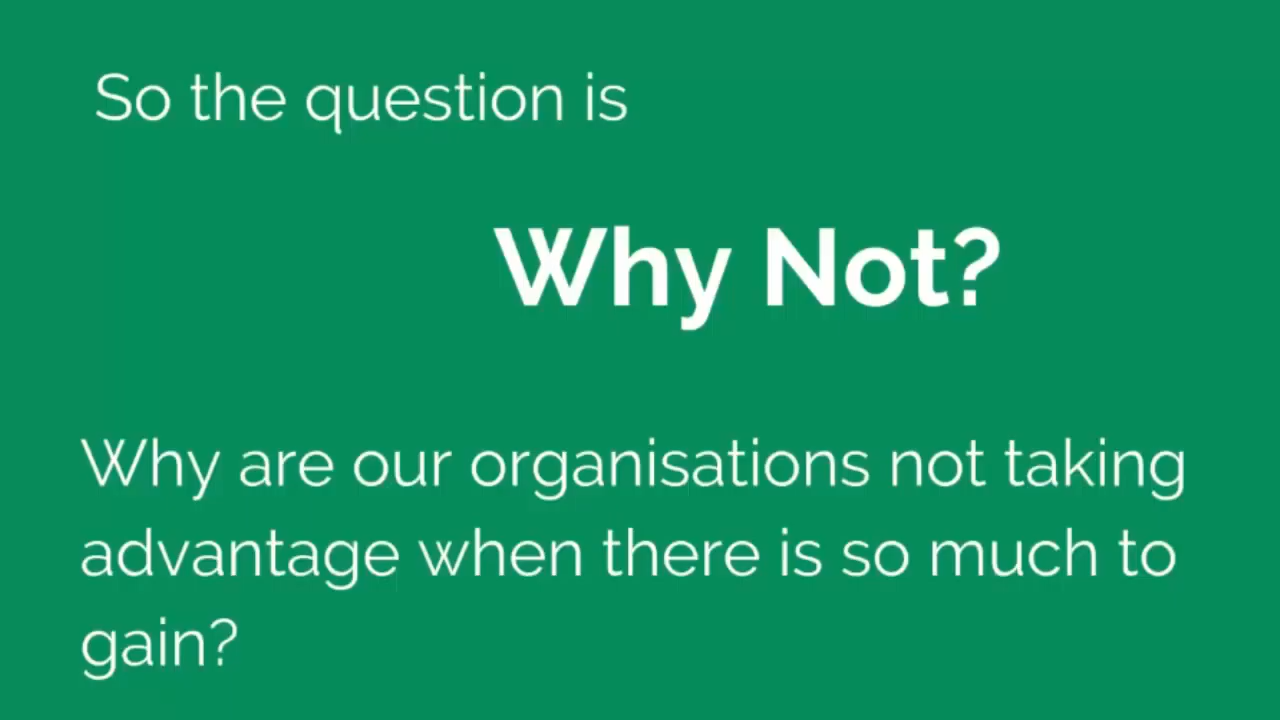 So the question is
Why Not?
Why are our organisations not taking
advantage when there is so much to
gain?